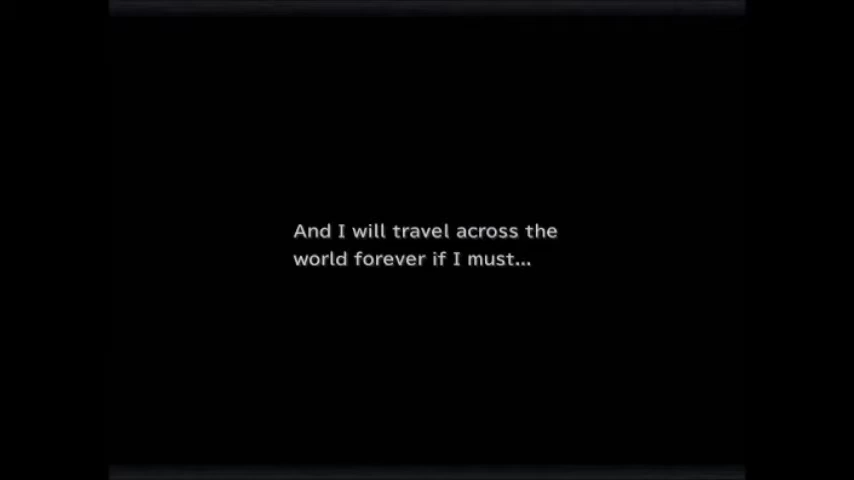 And I will travel across the
world forever if I must...